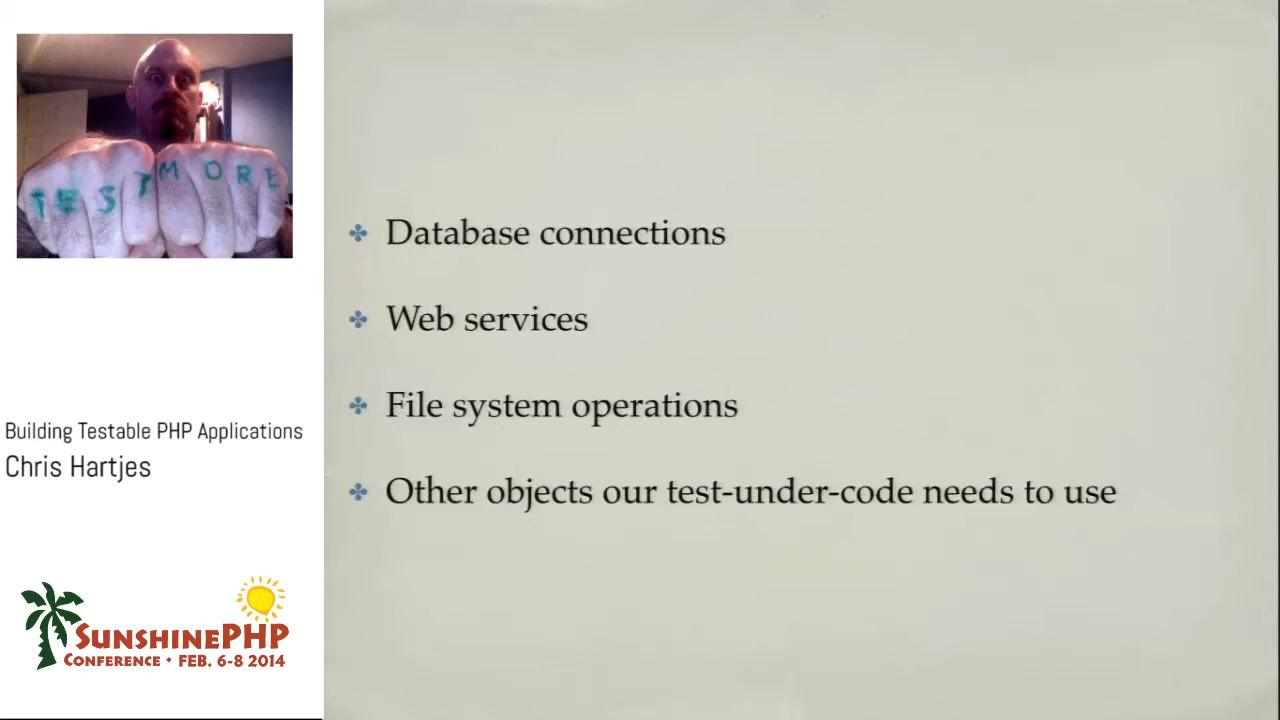 TEST MORE
Database connections
Web services
File system operations
Other objects our test-under-code needs to use
Building Testable PHP Applications
Chris Hartjes
SUNSHINEPHP
CONFERENCE • FEB. 6-8 2014